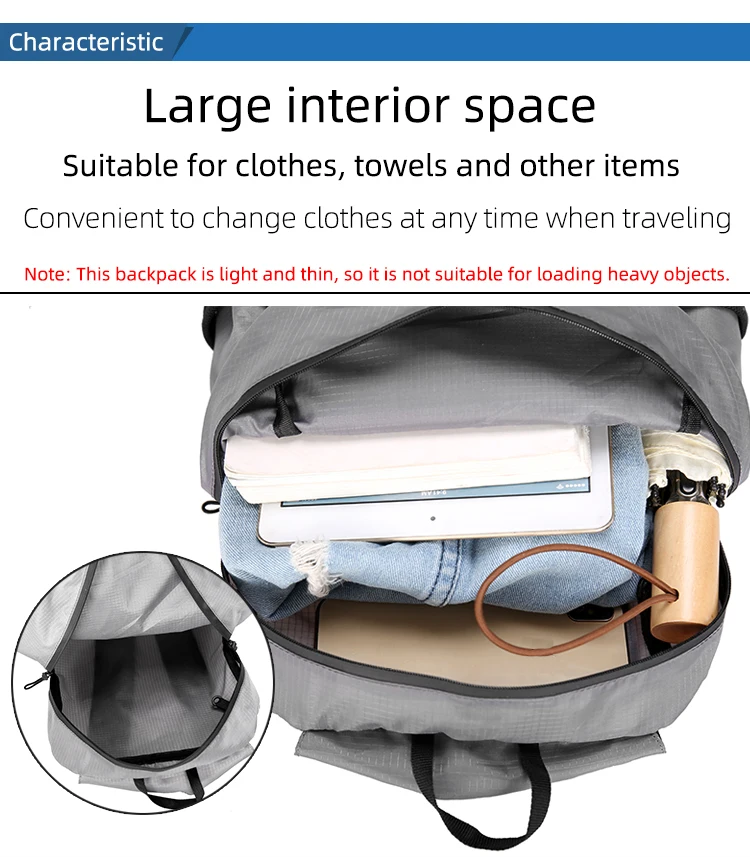 Characteristic
Large interior space
Suitable for clothes, towels and other items
Convenient to change clothes at any time when traveling
Note: This backpack is light and thin, so it is not suitable for loading heavy objects.